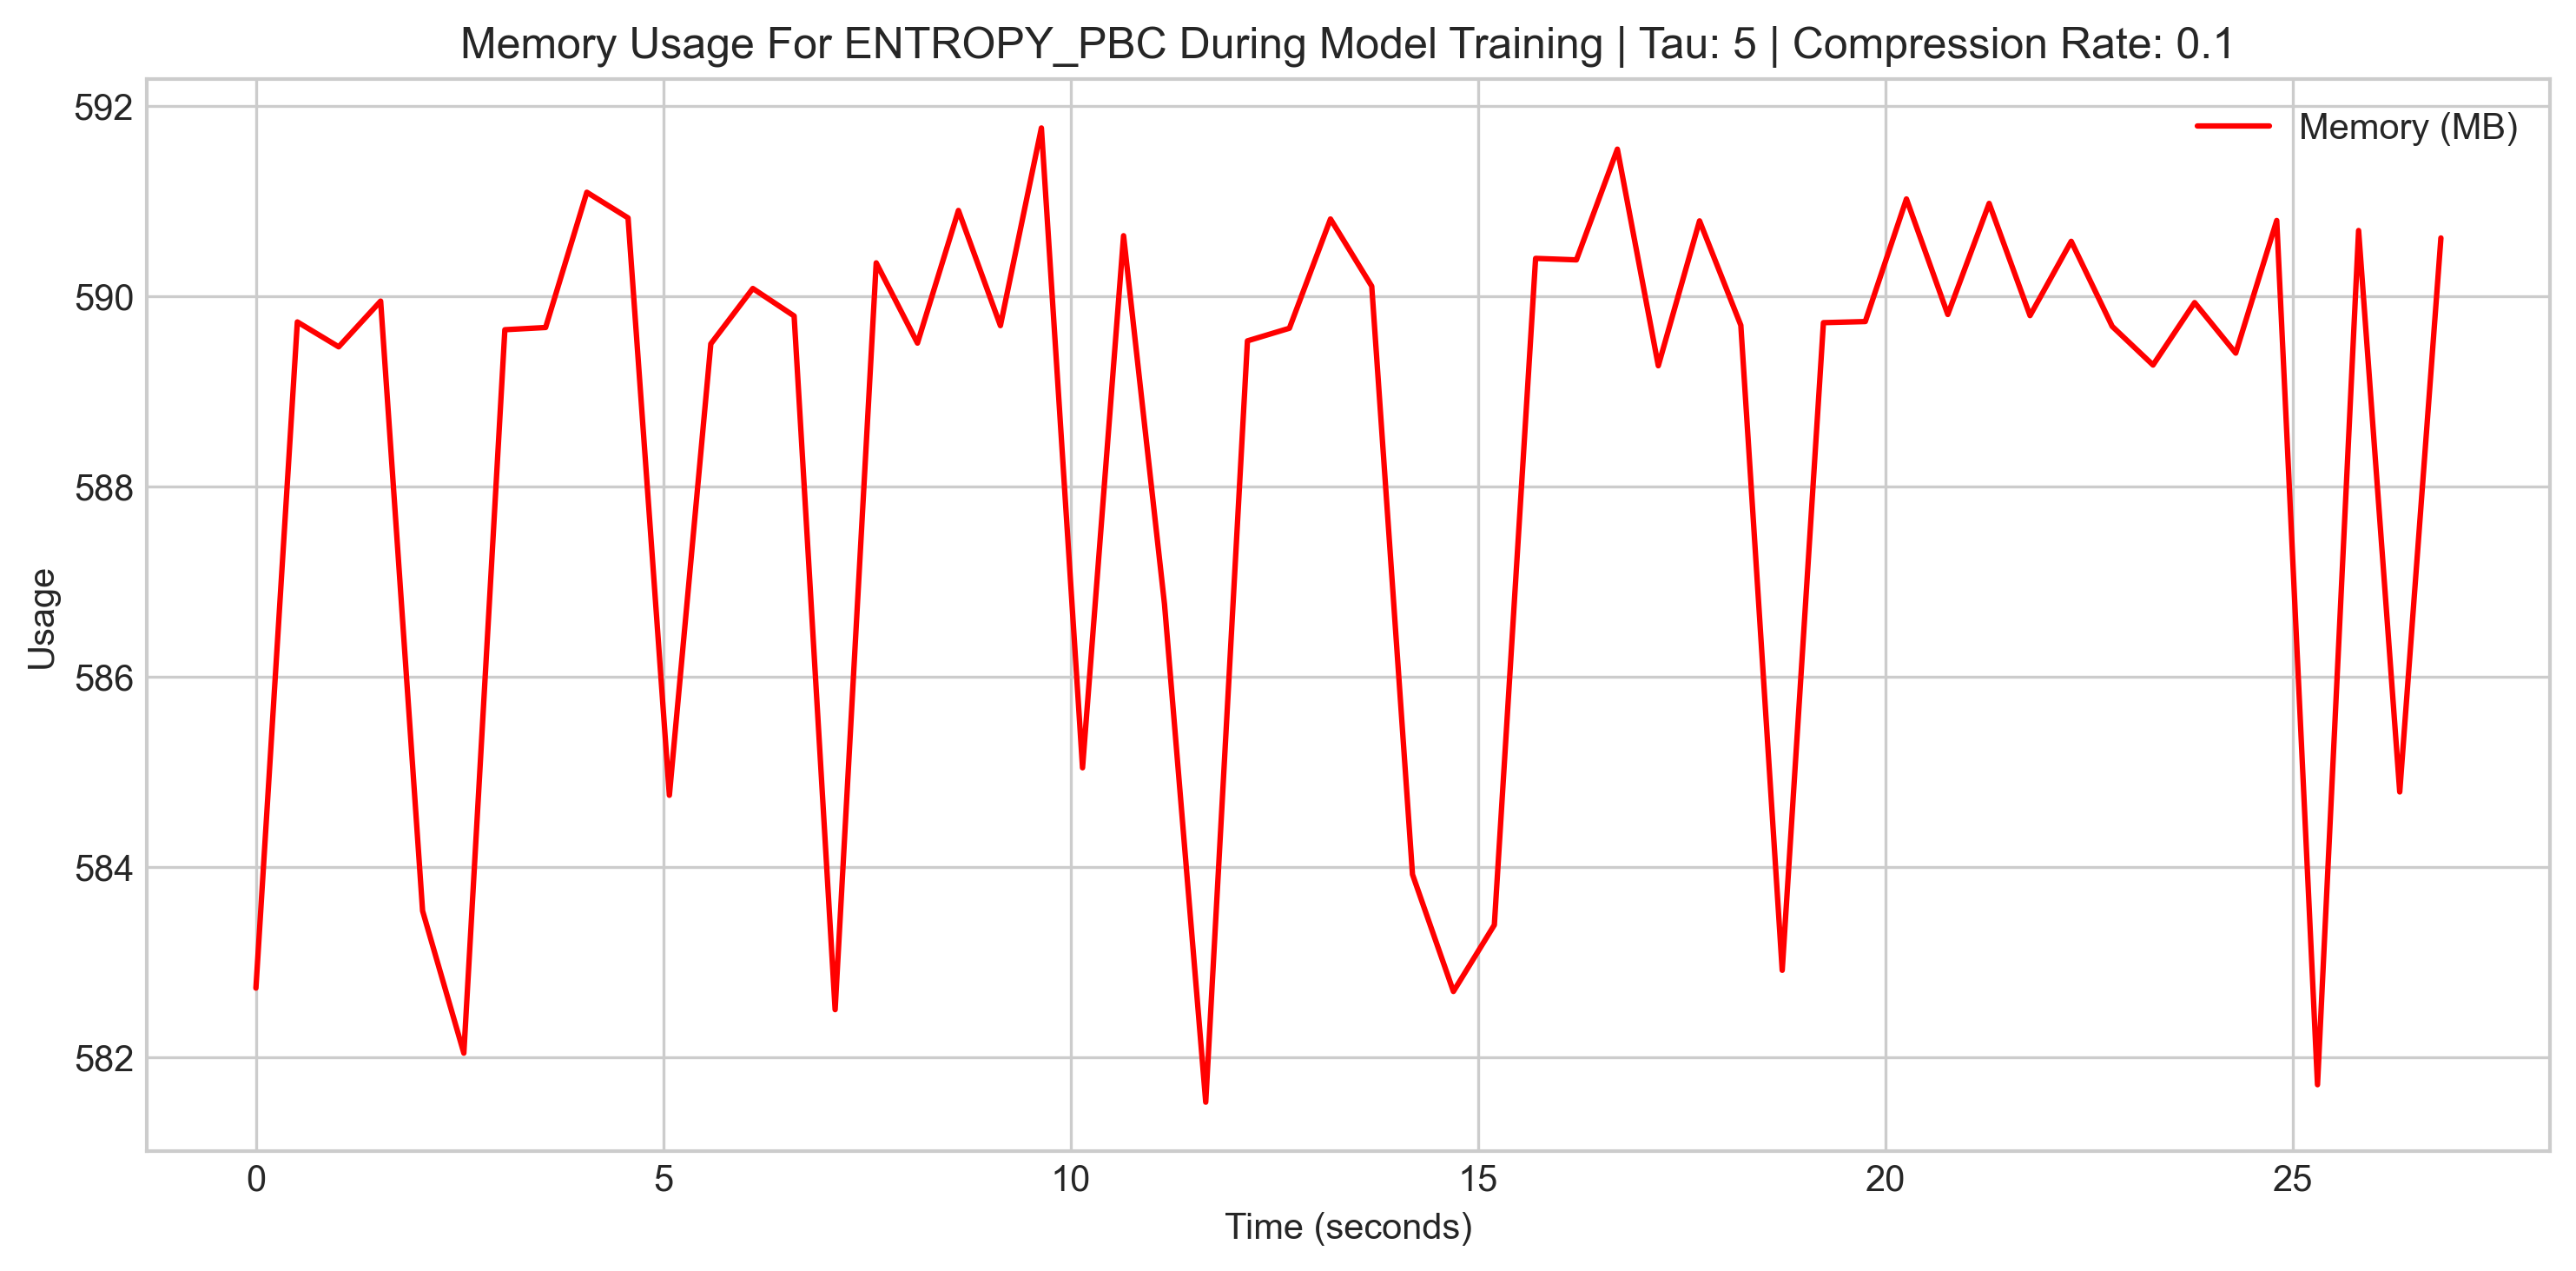 Memory Usage For ENTROPY_PBC During Model Training | Tau: 5 | Compression Rate: 0.1
Memory (MB)
Usage
592
590
588
586
584
582
0 5 10 15 20 25
Time (seconds)